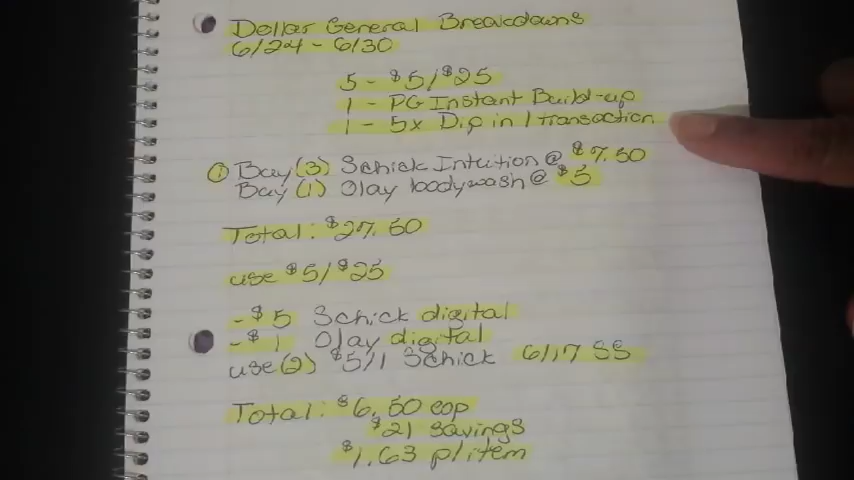 Dollar General Breakdowns
6/24 - 6/30
5 - $5/$25
1 - PG Instant Build-up
1 - 5x Dip in 1 transaction
① Buy (3) Schick Intuition @ $7.50
Buy (1) Olay bodywash @ $5
Total: $27.50
use $5/$25
-$5 Schick digital
-$1 Olay digital
use (2) $5/1 Schick 6/17 SS
Total: $6.50 oop
$21 savings
$1.63 p/item